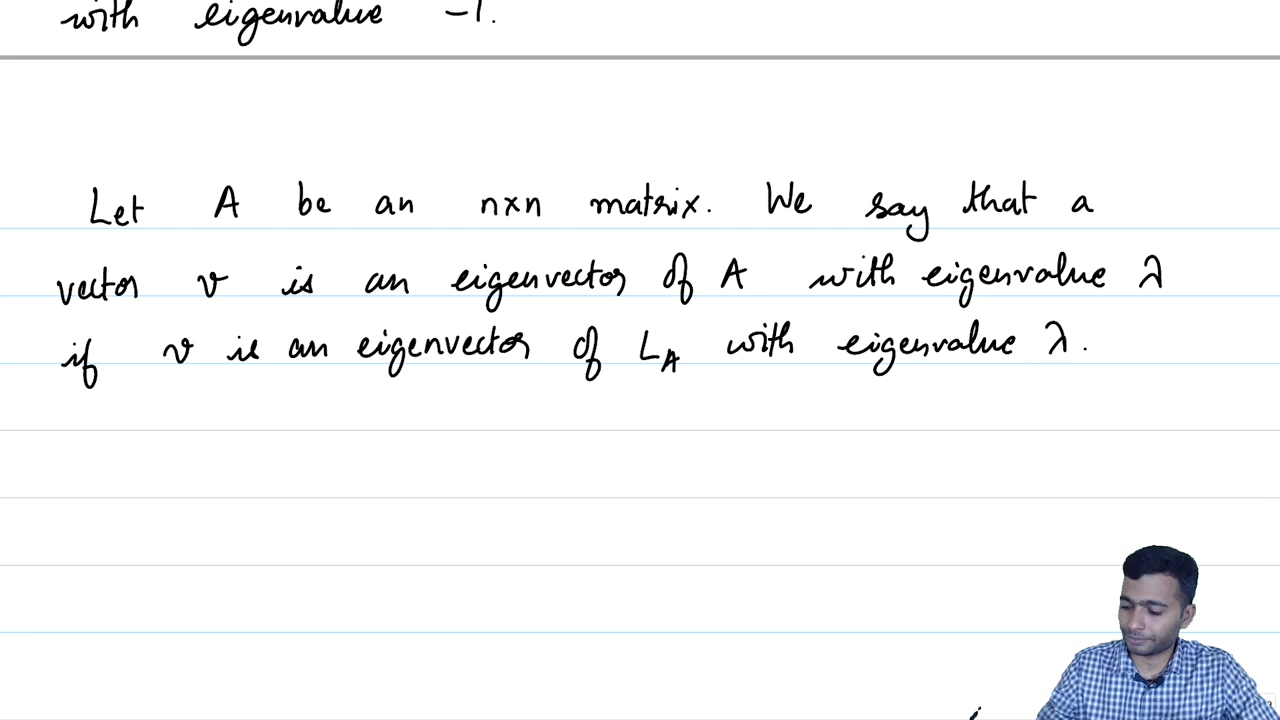 with eigenvalue -1.
Let A be an n×n matrix. We say that a
vector v is an eigenvector of A with eigenvalue λ
if v is an eigenvector of L_A with eigenvalue λ.